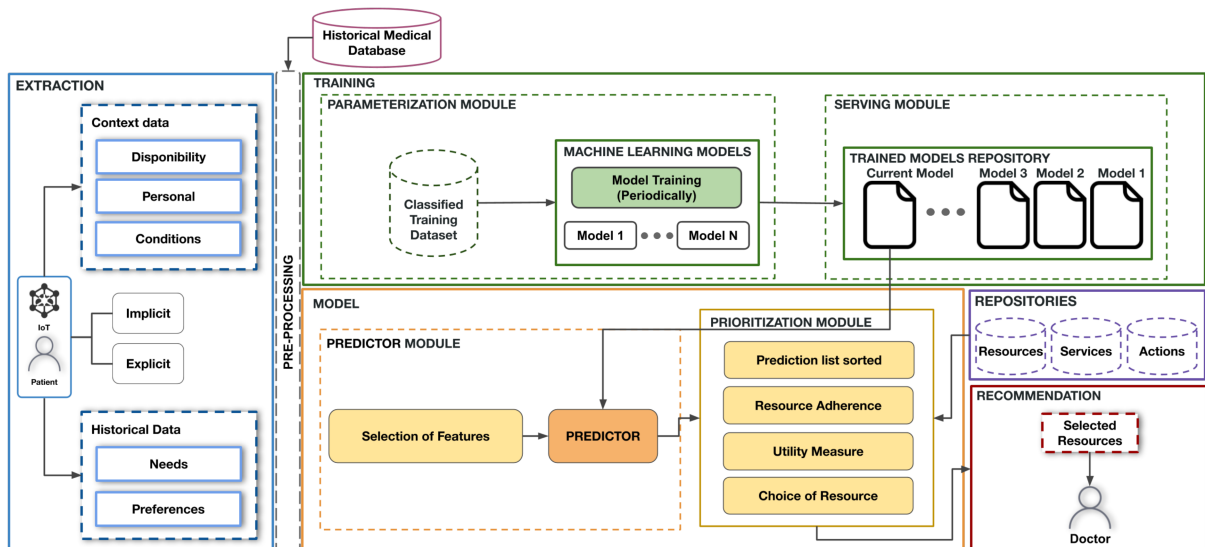 Historical Medical
Database
EXTRACTION
Context data
Disponibility
Personal
Conditions
IoT
Patient
Implicit
Explicit
Historical Data
Needs
Preferences
PRE-PROCESSING
TRAINING
PARAMETERIZATION MODULE
Classified
Training
Dataset
MACHINE LEARNING MODELS
Model Training
(Periodically)
Model 1
Model N
SERVING MODULE
TRAINED MODELS REPOSITORY
Current Model
Model 3
Model 2
Model 1
MODEL
PREDICTOR MODULE
Selection of Features
PREDICTOR
PRIORITIZATION MODULE
Prediction list sorted
Resource Adherence
Utility Measure
Choice of Resource
REPOSITORIES
Resources
Services
Actions
RECOMMENDATION
Selected
Resources
Doctor